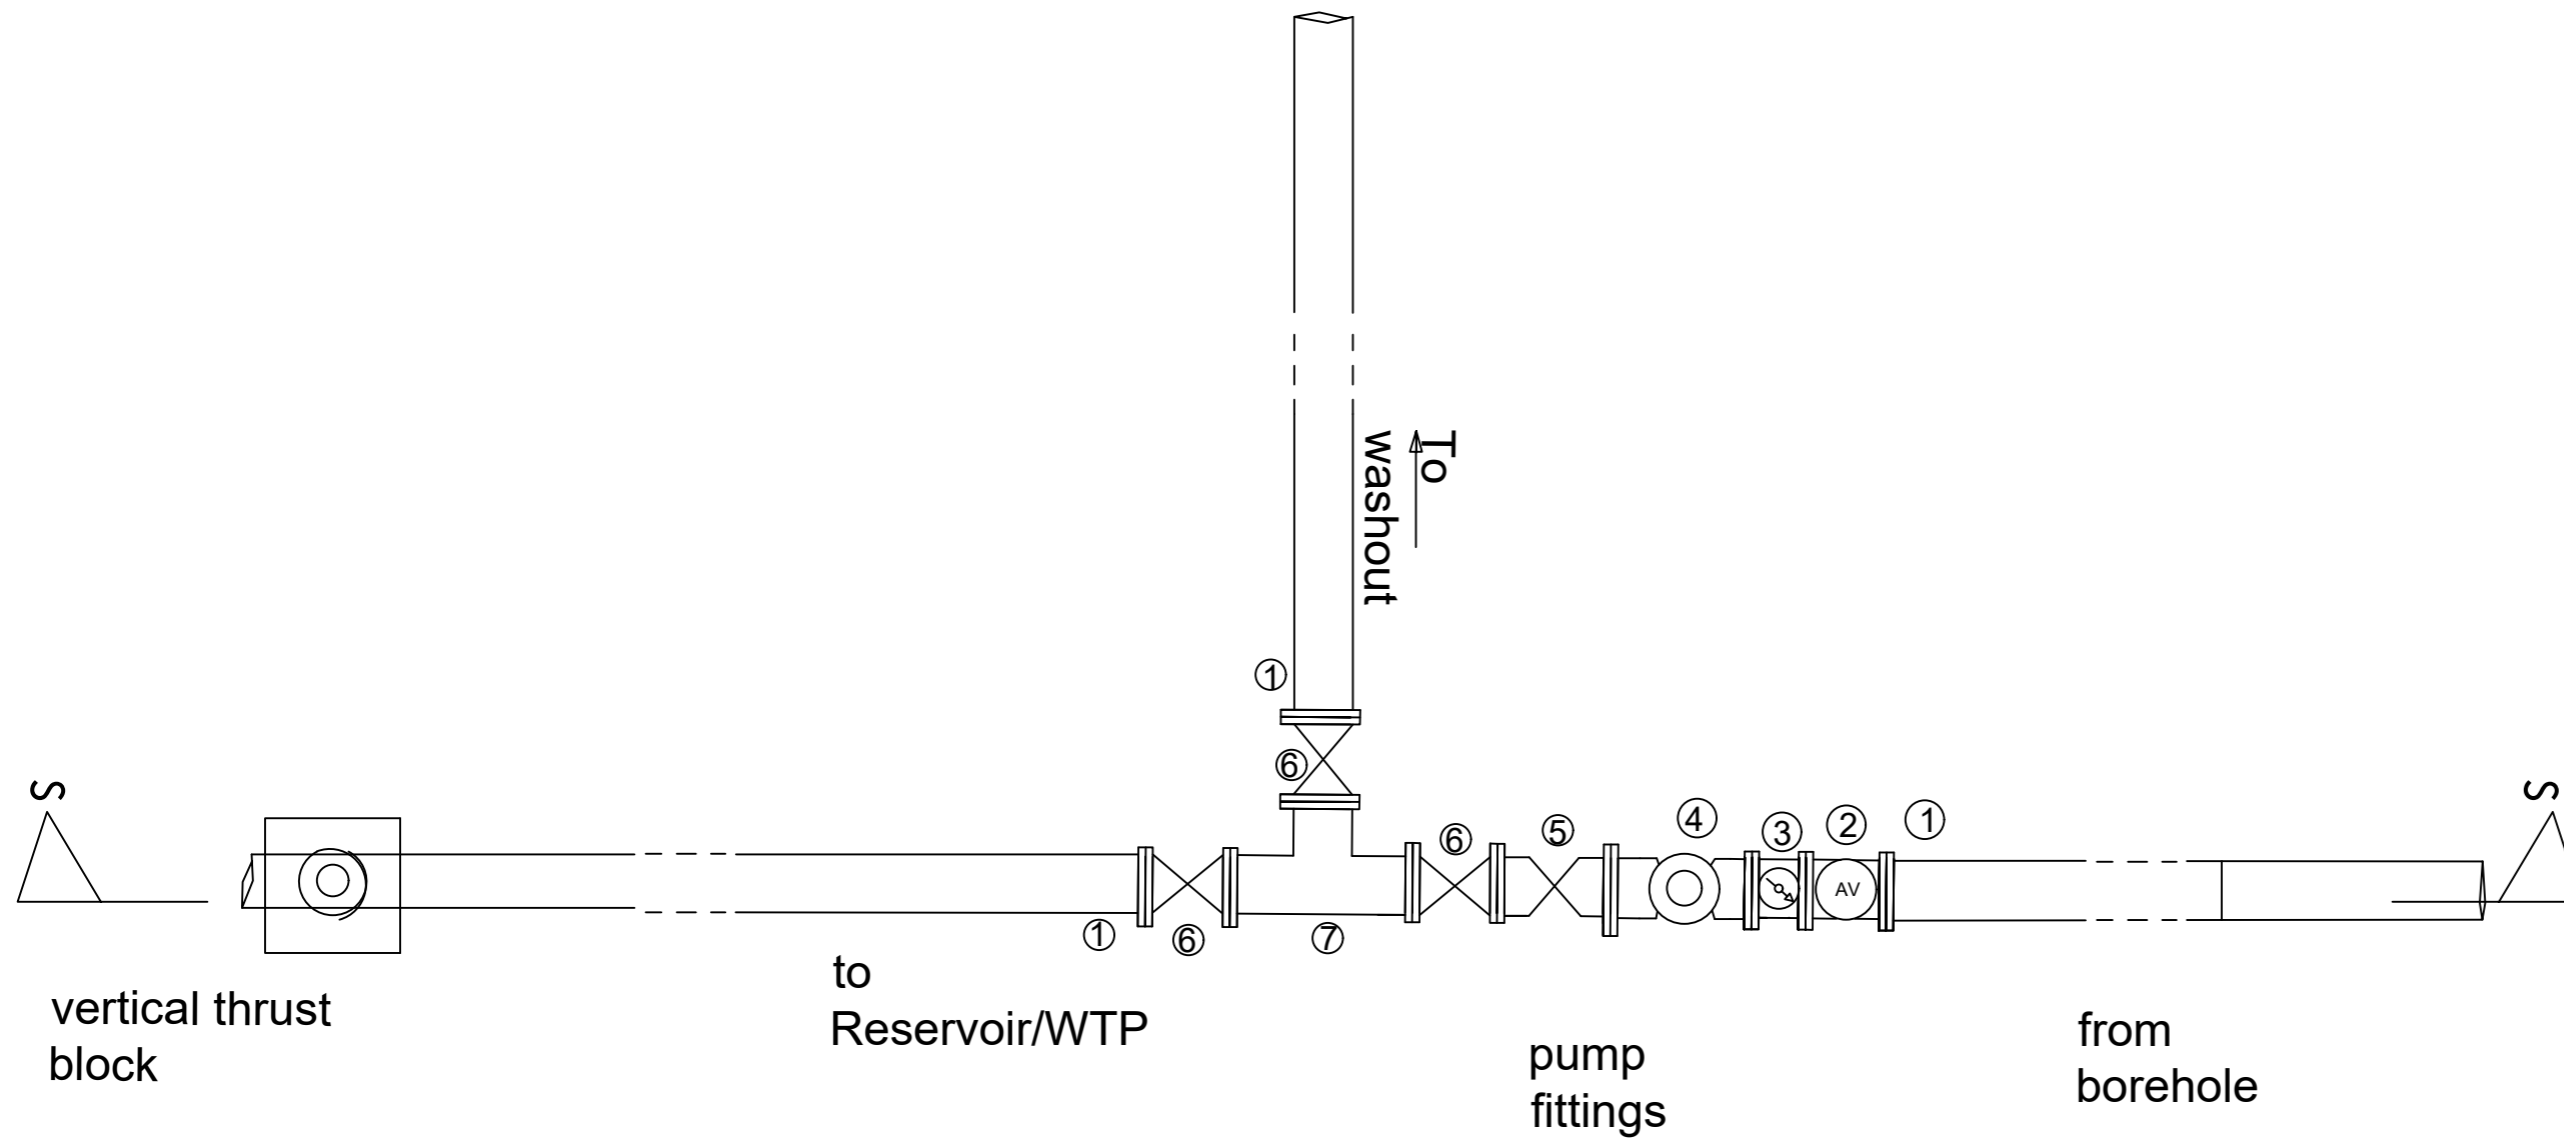 To
washout
①
⑥
S
S
④
③
②
①
⑤
⑥
AV
①
⑥
⑦
to
Reservoir/WTP
vertical thrust
block
pump
fittings
from
borehole